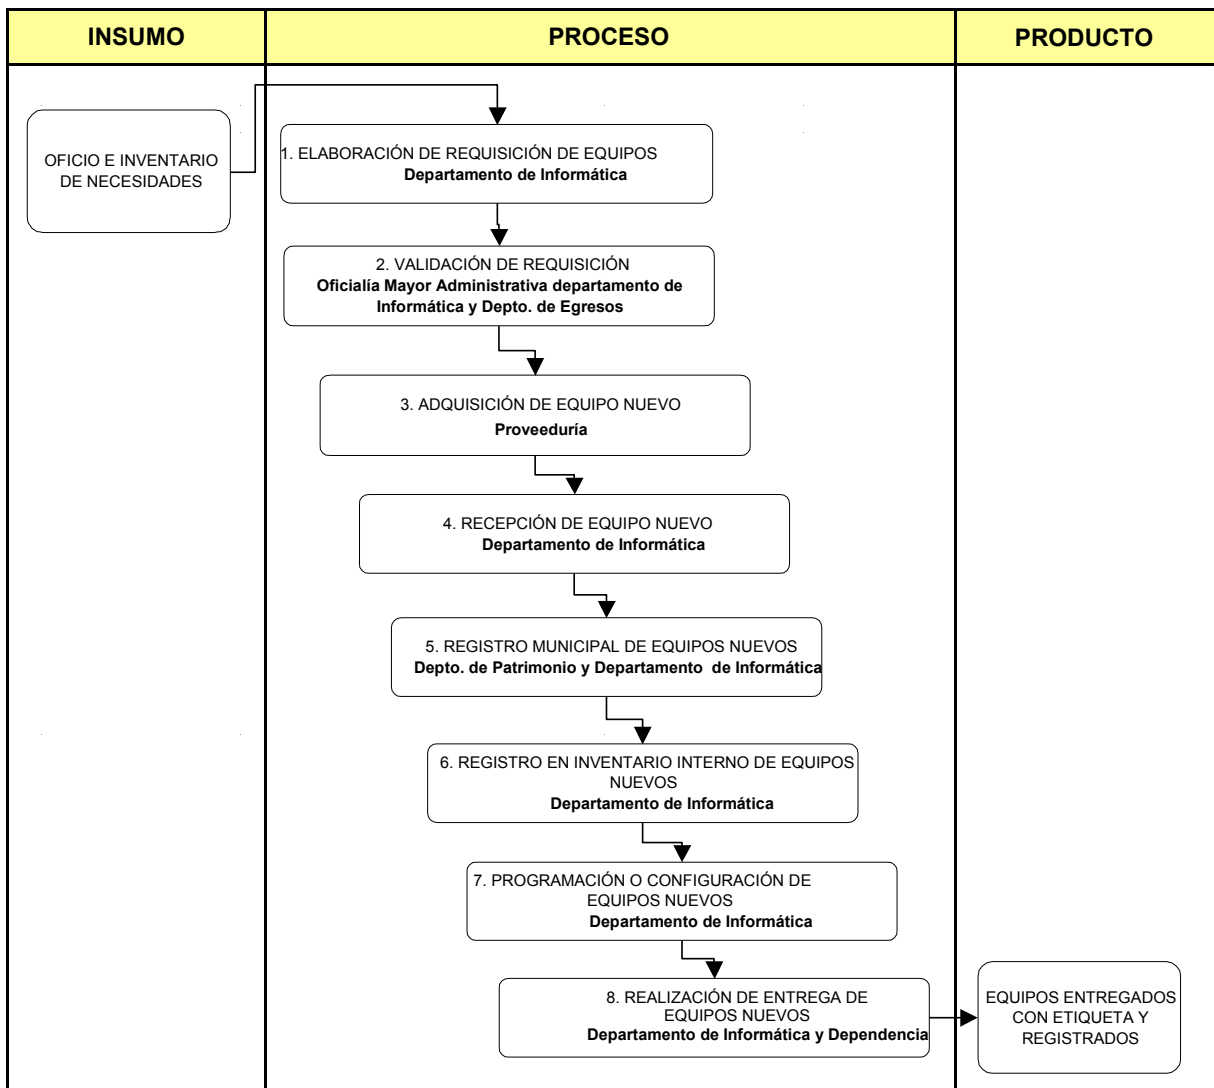 INSUMO
PROCESO
PRODUCTO
OFICIO E INVENTARIO
DE NECESIDADES
1. ELABORACIÓN DE REQUISICIÓN DE EQUIPOS
Departamento de Informática
2. VALIDACIÓN DE REQUISICIÓN
Oficialía Mayor Administrativa departamento de
Informática y Depto. de Egresos
3. ADQUISICIÓN DE EQUIPO NUEVO
Proveeduría
4. RECEPCIÓN DE EQUIPO NUEVO
Departamento de Informática
5. REGISTRO MUNICIPAL DE EQUIPOS NUEVOS
Depto. de Patrimonio y Departamento de Informática
6. REGISTRO EN INVENTARIO INTERNO DE EQUIPOS
NUEVOS
Departamento de Informática
7. PROGRAMACIÓN O CONFIGURACIÓN DE
EQUIPOS NUEVOS
Departamento de Informática
8. REALIZACIÓN DE ENTREGA DE
EQUIPOS NUEVOS
Departamento de Informática y Dependencia
EQUIPOS ENTREGADOS
CON ETIQUETA Y
REGISTRADOS